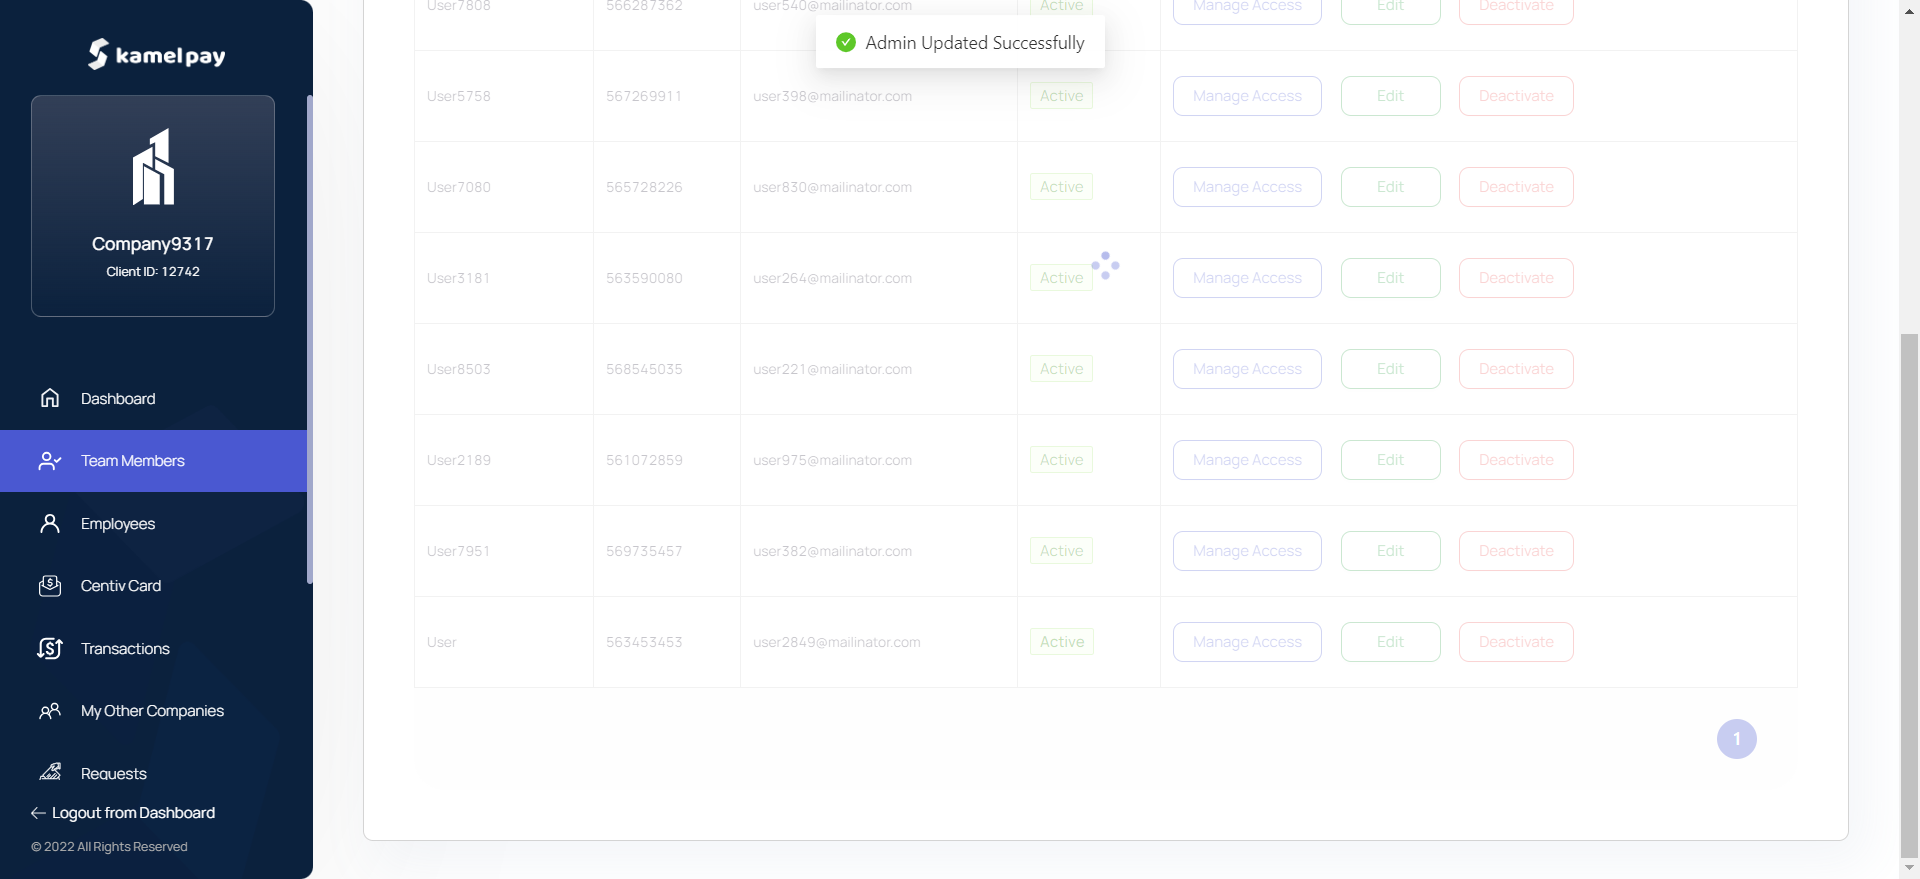 kamelpay
Company9317
Client ID: 12742
Dashboard
Team Members
Employees
Centiv Card
Transactions
My Other Companies
Requests
Logout from Dashboard
© 2022 All Rights Reserved
Admin Updated Successfully
User7808 566287362 user540@mailinator.com Active Manage Access Edit Deactivate
User5758 567269911 user398@mailinator.com Active Manage Access Edit Deactivate
User7080 565728226 user830@mailinator.com Active Manage Access Edit Deactivate
User3181 563590080 user264@mailinator.com Active Manage Access Edit Deactivate
User8503 568545035 user221@mailinator.com Active Manage Access Edit Deactivate
User2189 561072859 user975@mailinator.com Active Manage Access Edit Deactivate
User7951 569735457 user382@mailinator.com Active Manage Access Edit Deactivate
User 563453453 user2849@mailinator.com Active Manage Access Edit Deactivate
1